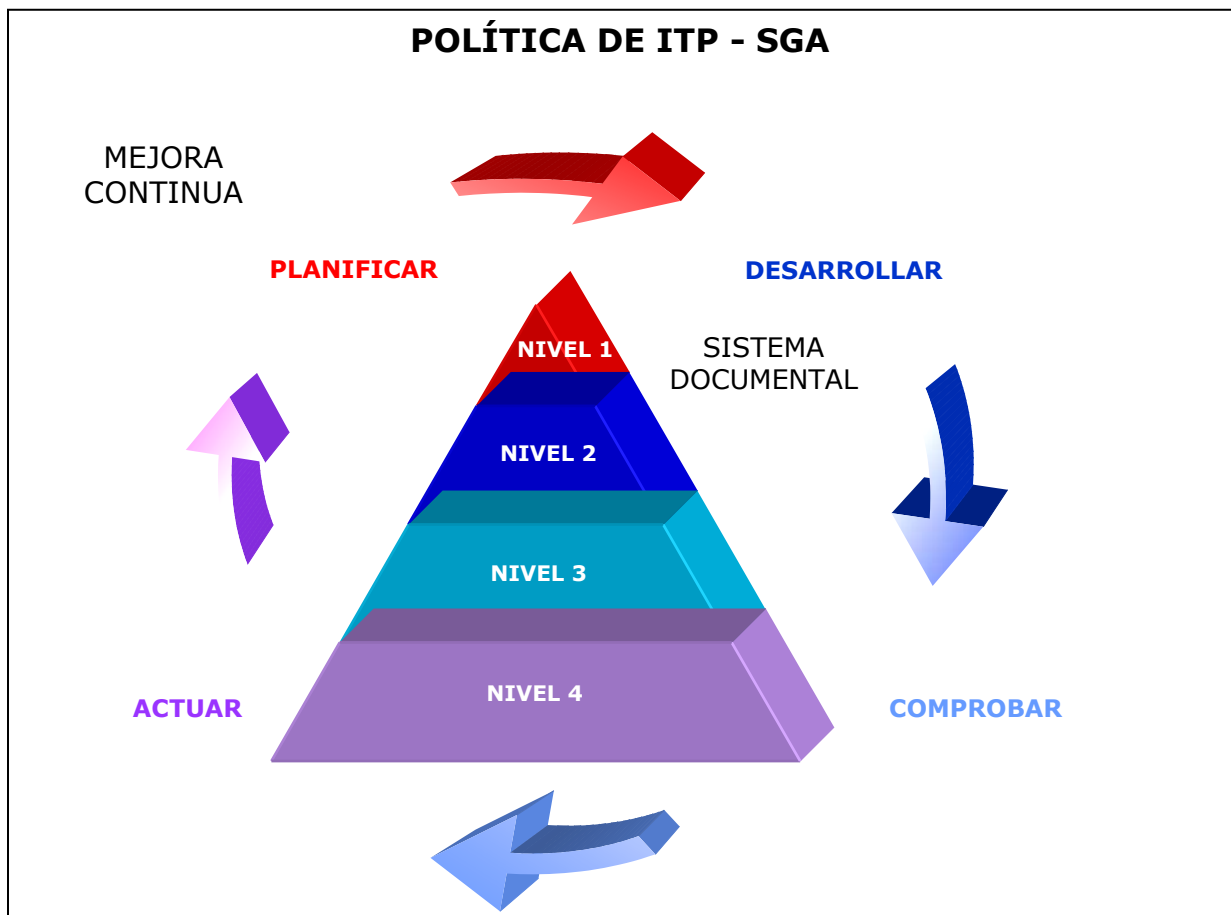 POLÍTICA DE ITP - SGA
MEJORA
CONTINUA
PLANIFICAR
DESARROLLAR
NIVEL 1
SISTEMA
DOCUMENTAL
NIVEL 2
NIVEL 3
NIVEL 4
ACTUAR
COMPROBAR